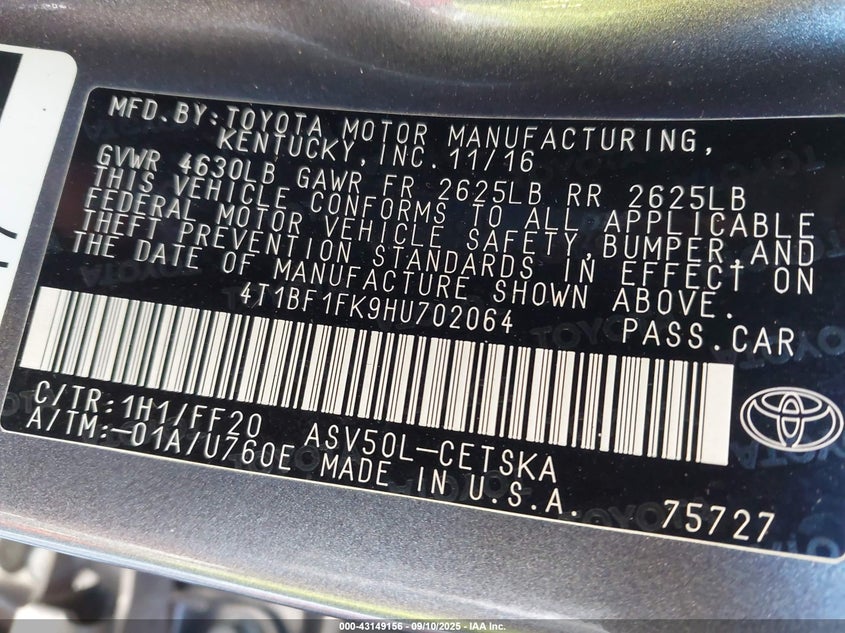 MFD.BY:TOYOTA MOTOR MANUFACTURING,
KENTUCKY,INC. 11/16
GVWR 4630LB GAWR FR 2625LB RR 2625LB
THIS VEHICLE CONFORMS TO ALL APPLICABLE
FEDERAL MOTOR VEHICLE SAFETY,BUMPER,AND
THEFT PREVENTION STANDARDS IN EFFECT ON
THE DATE OF MANUFACTURE SHOWN ABOVE.
4T1BF1FK9HU702064 PASS.CAR
C/TR:1H1/FF20 ASV50L-CETSKA
A/TM:-01A/U760E MADE IN U.S.A. 75727
000-43149156 - 09/10/2025 - IAA Inc.